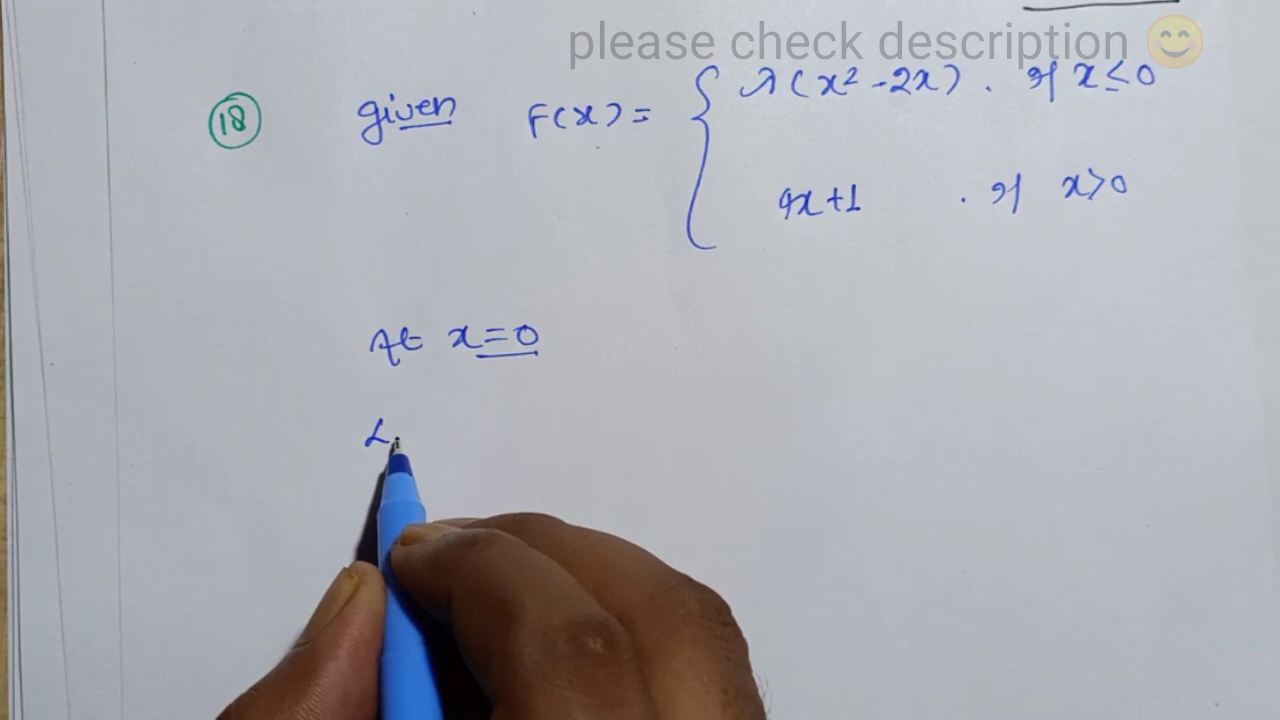 please check description 😊
18 given F(x) = { λ(x² - 2x) . if x ≤ 0
4x + 1 . if x > 0
At x = 0
L